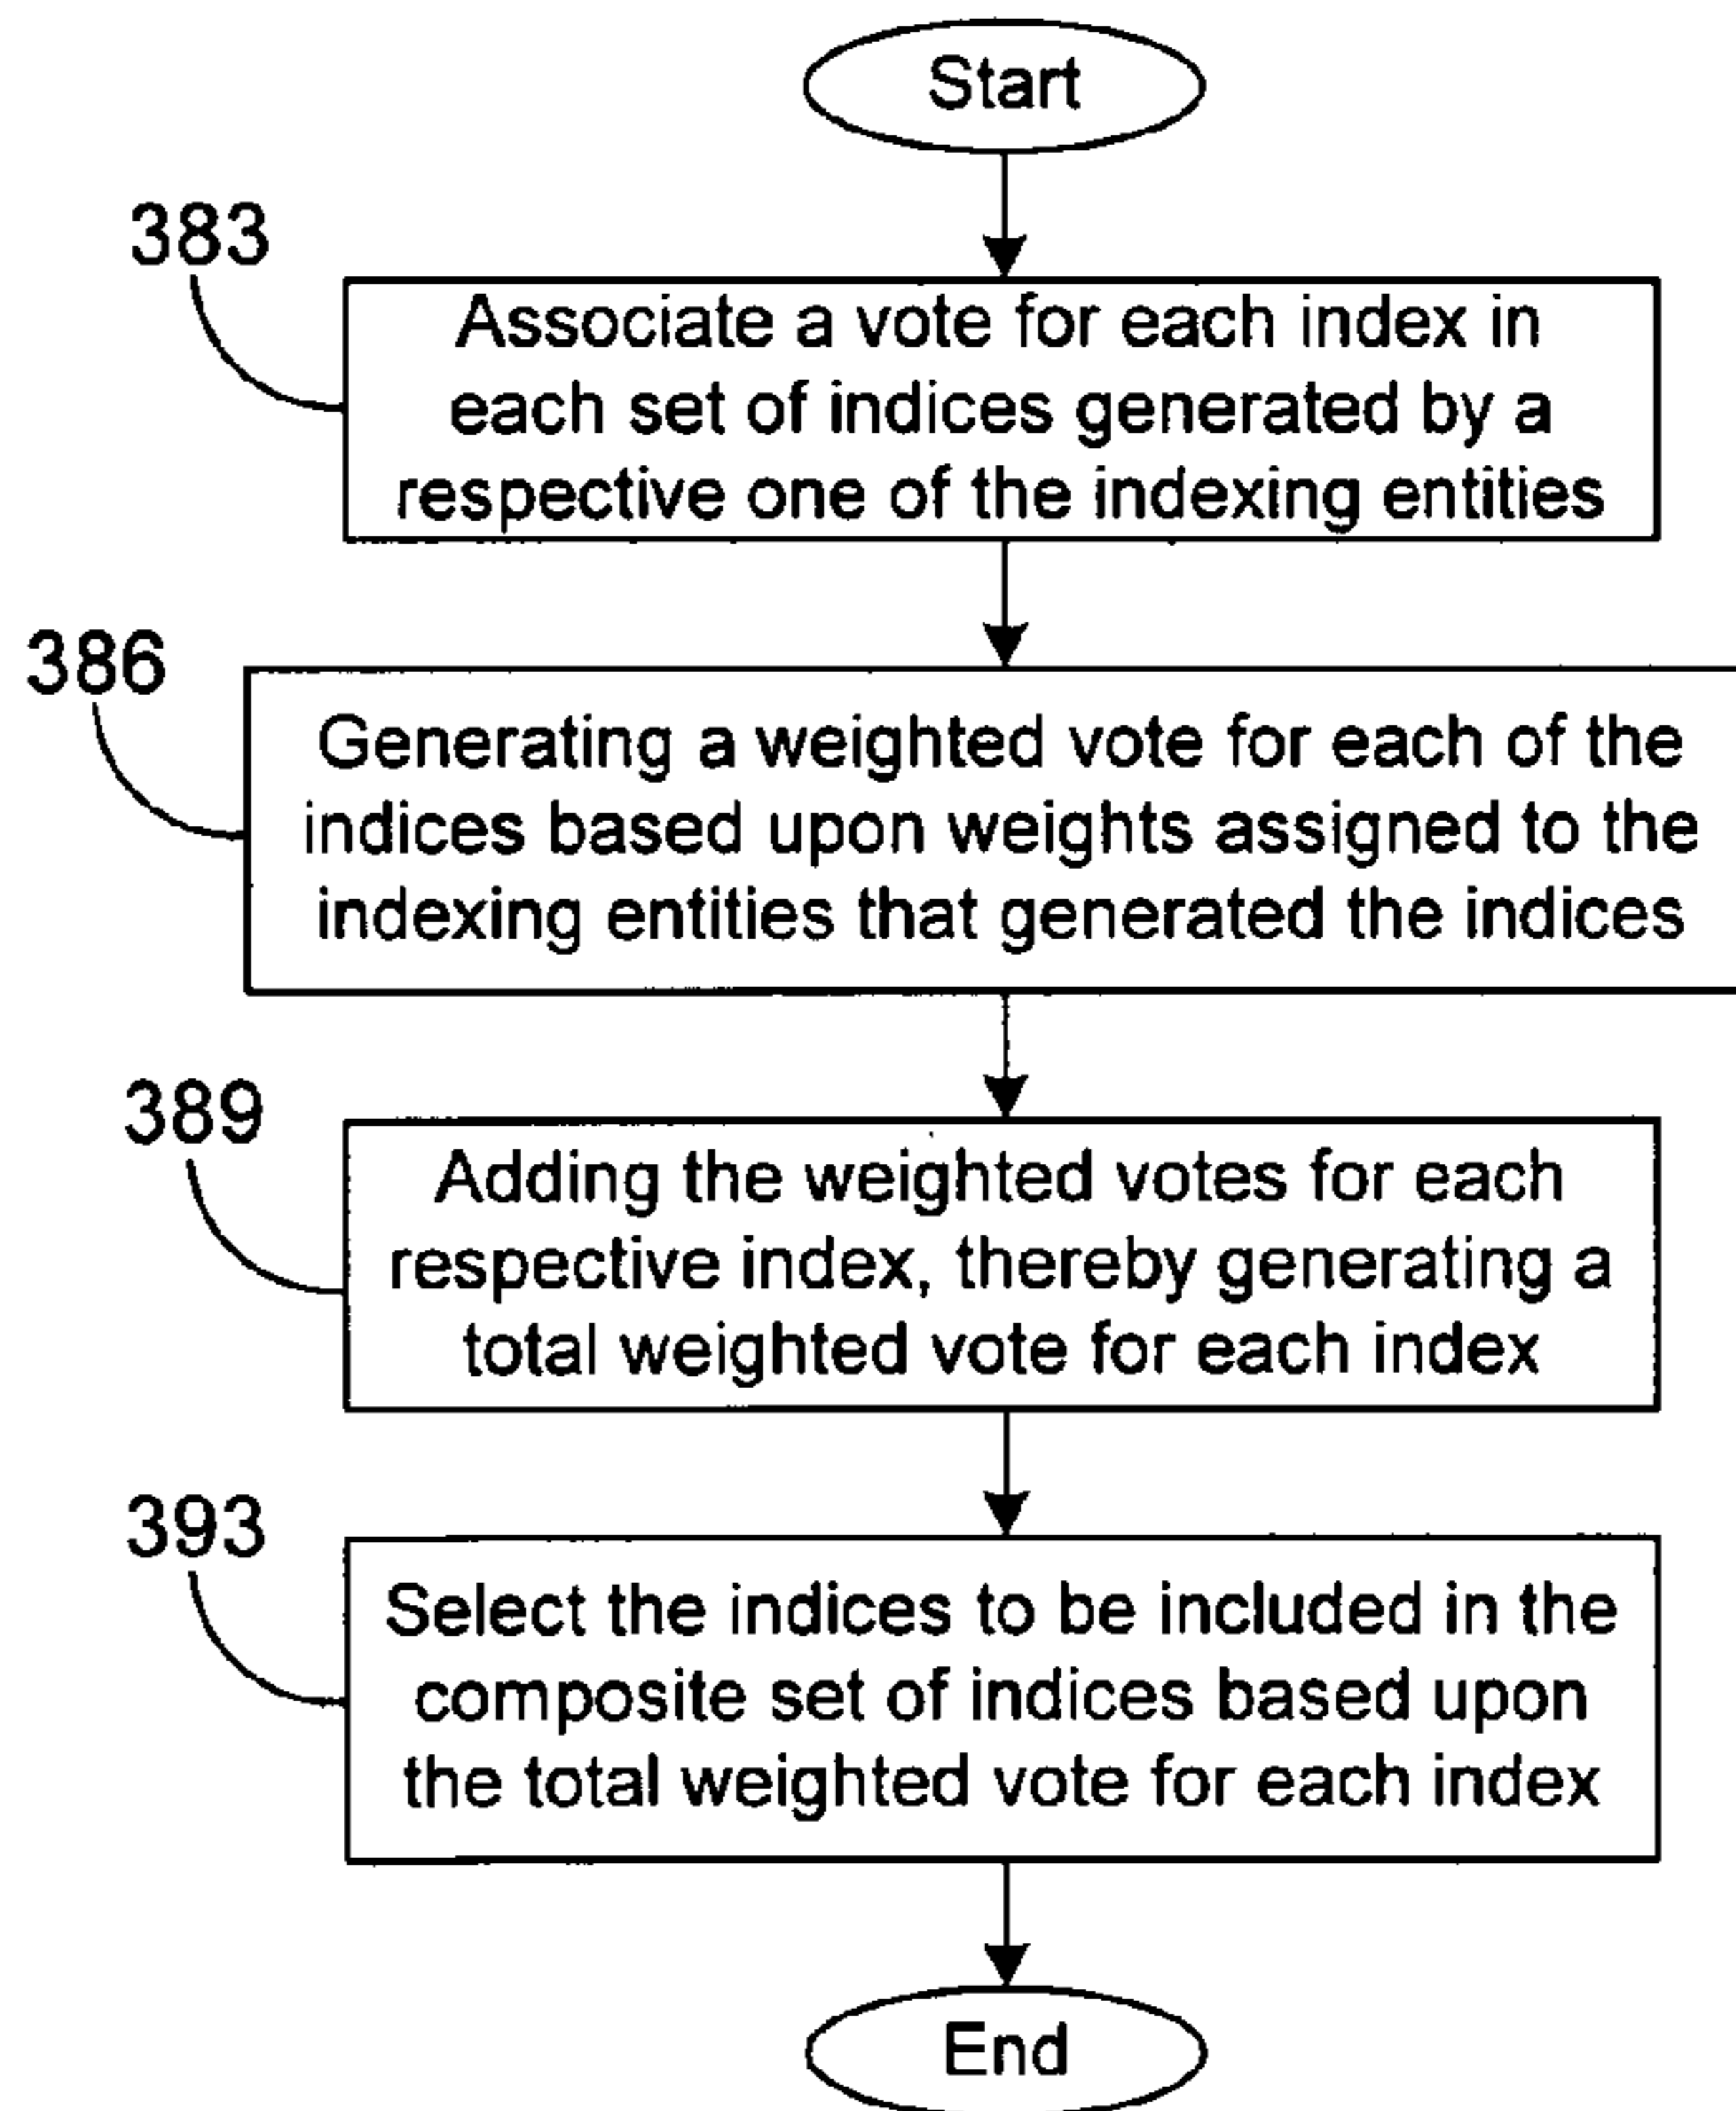 Start
383
Associate a vote for each index in
each set of indices generated by a
respective one of the indexing entities
386
Generating a weighted vote for each of the
indices based upon weights assigned to the
indexing entities that generated the indices
389
Adding the weighted votes for each
respective index, thereby generating a
total weighted vote for each index
393
Select the indices to be included in the
composite set of indices based upon
the total weighted vote for each index
End